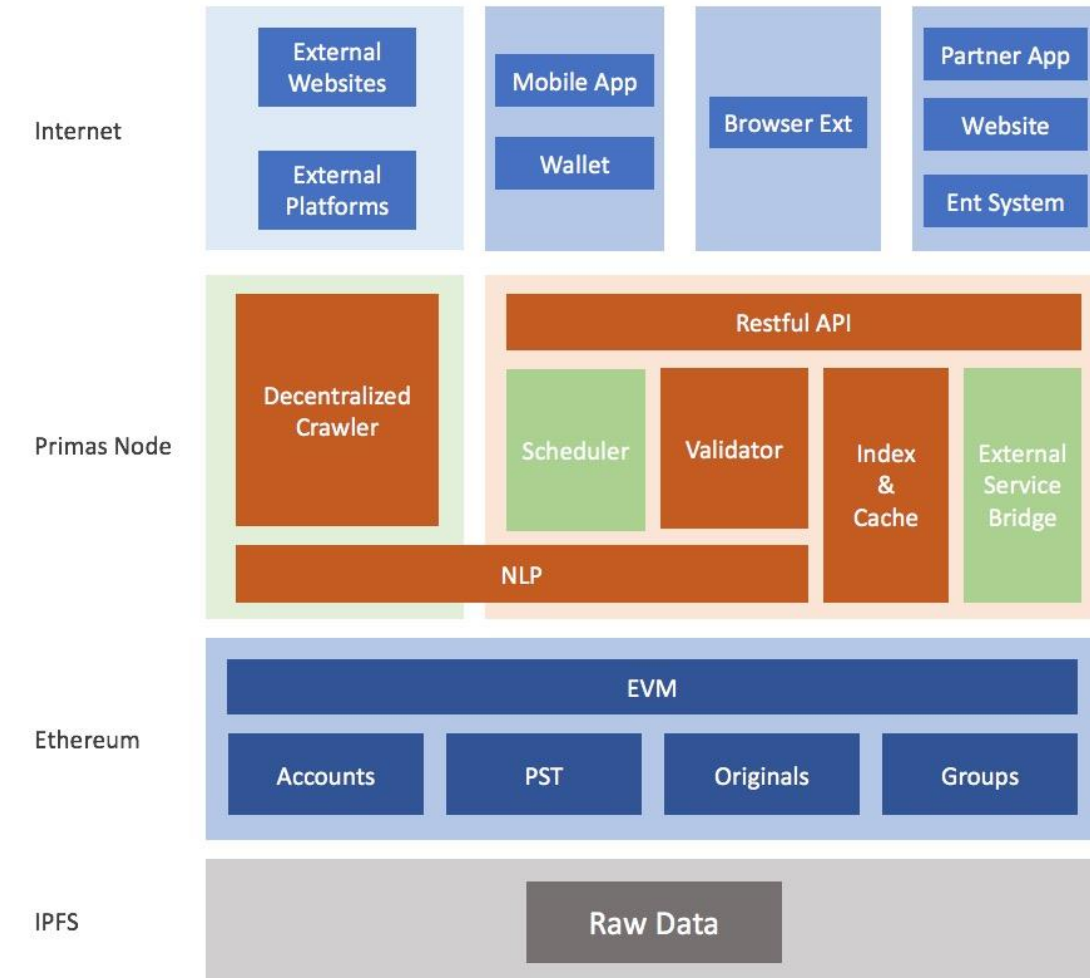 Internet
External
Websites
External
Platforms
Mobile App
Wallet
Browser Ext
Partner App
Website
Ent System
Primas Node
Decentralized
Crawler
Restful API
Scheduler
Validator
Index
&
Cache
External
Service
Bridge
NLP
Ethereum
EVM
Accounts
PST
Originals
Groups
IPFS
Raw Data